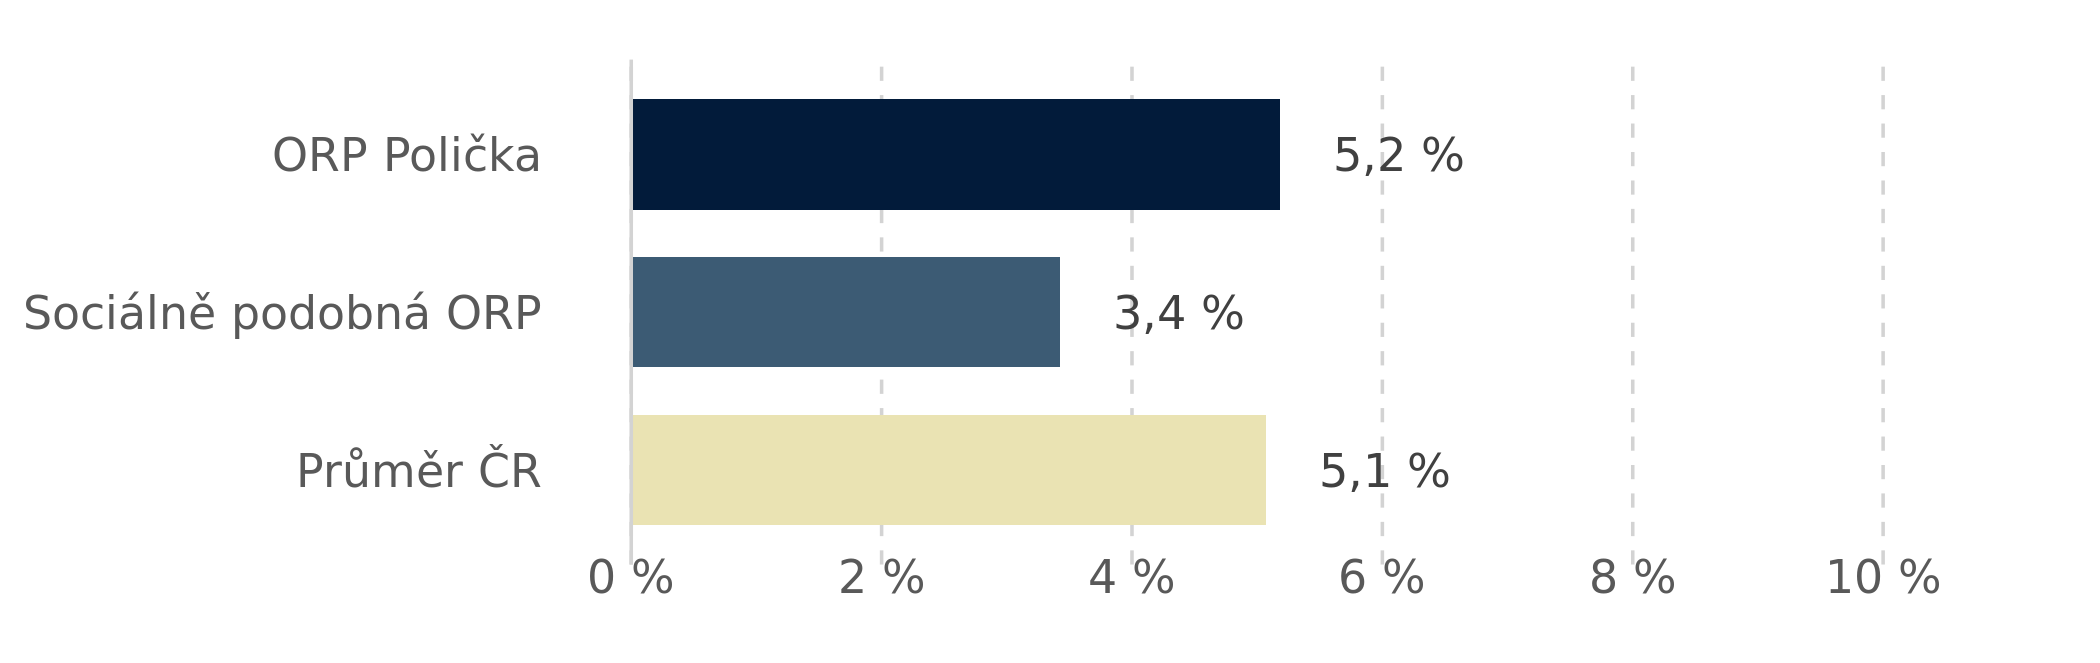 ORP Polička
5,2 %
Sociálně podobná ORP
3,4 %
Průměr ČR
5,1 %
0 % 2 % 4 % 6 % 8 % 10 %